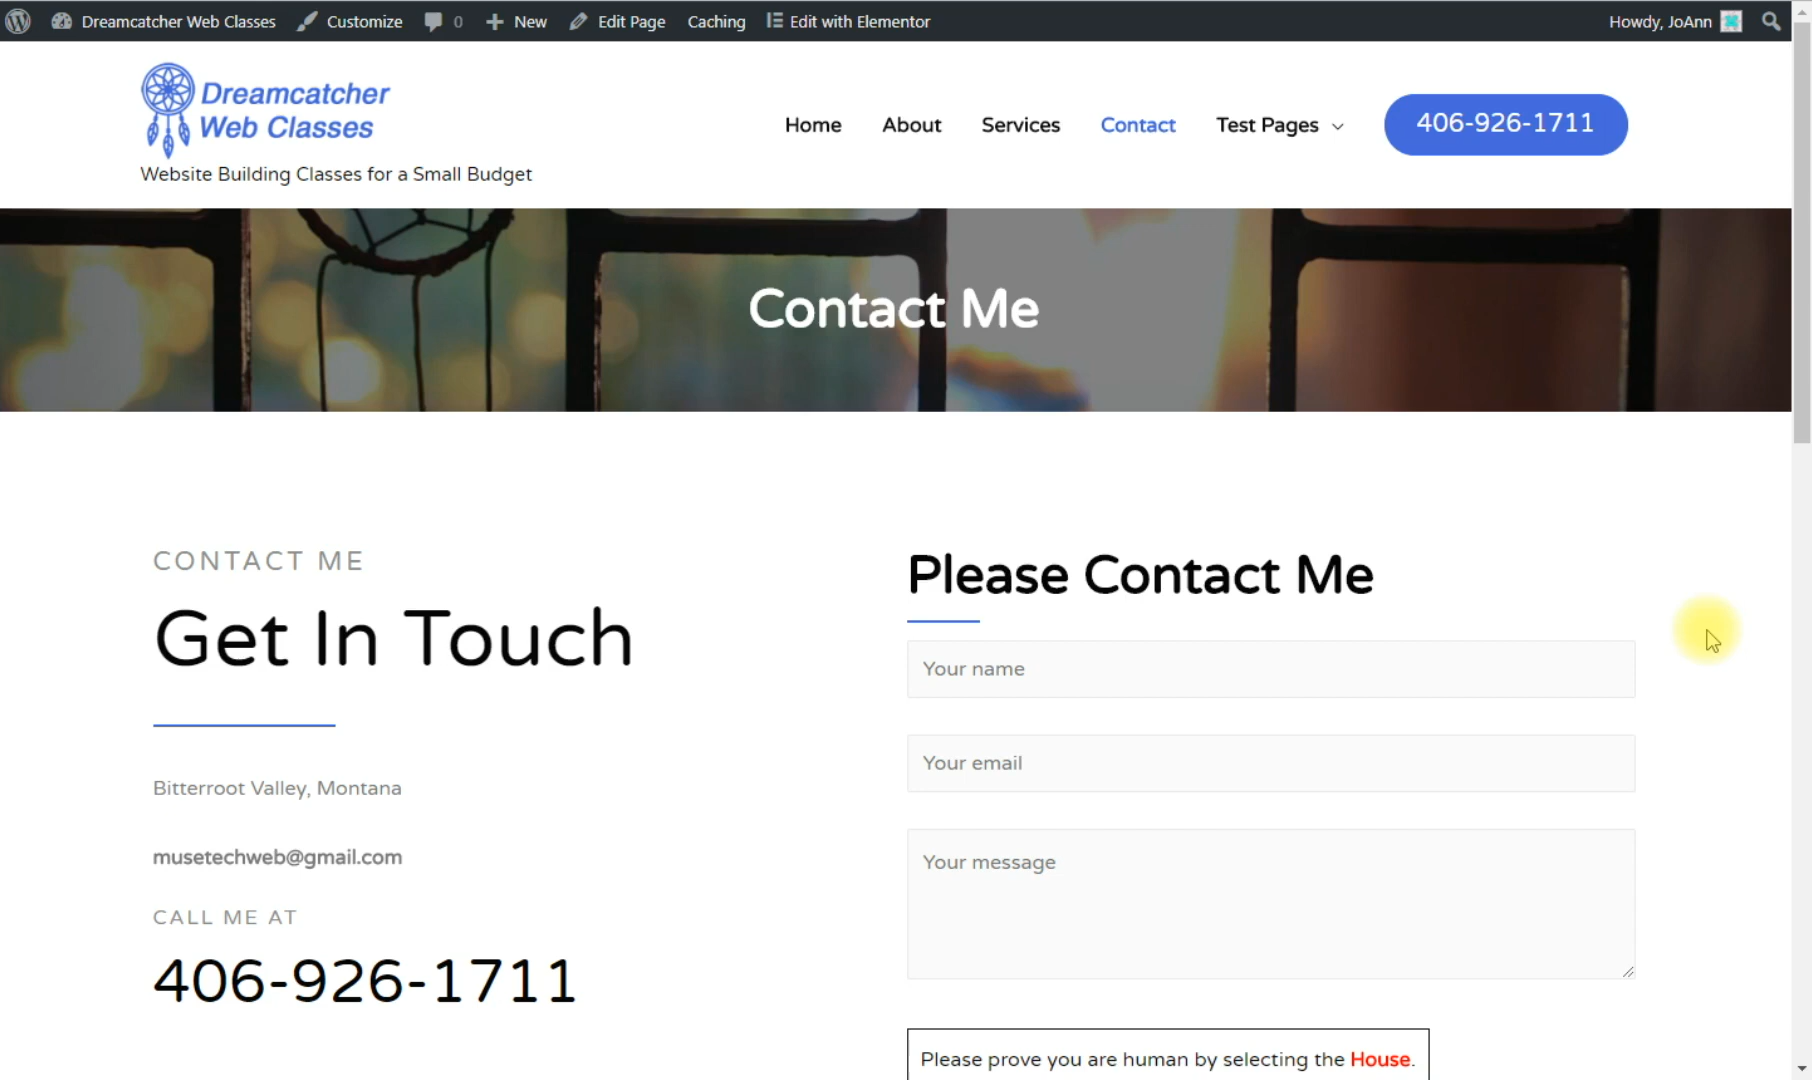 Dreamcatcher Web Classes Customize 0 New Edit Page Caching Edit with Elementor Howdy, JoAnn
Dreamcatcher
Web Classes
Website Building Classes for a Small Budget
Home About Services Contact Test Pages 406-926-1711
Contact Me
CONTACT ME
Get In Touch
Bitterroot Valley, Montana
musetechweb@gmail.com
CALL ME AT
406-926-1711
Please Contact Me
Your name
Your email
Your message
Please prove you are human by selecting the House.